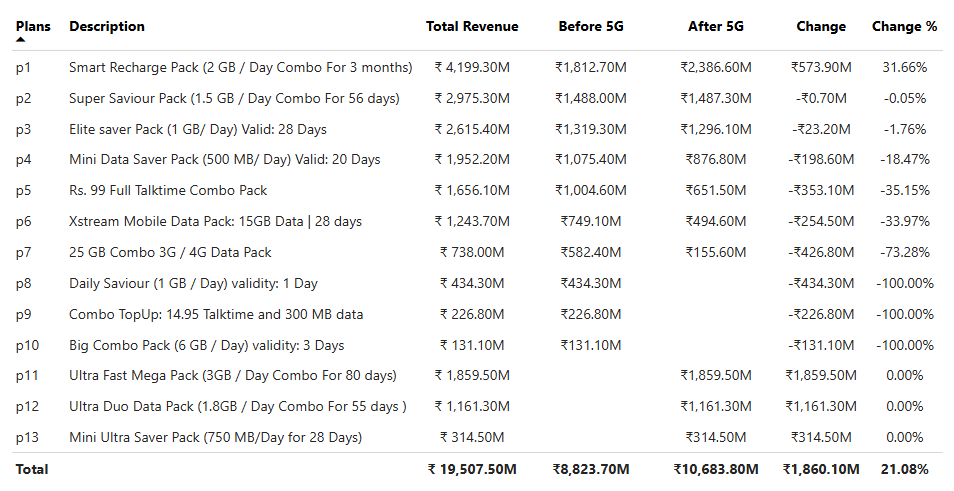 Plans Description Total Revenue Before 5G After 5G Change Change %
p1 Smart Recharge Pack (2 GB / Day Combo For 3 months) ₹ 4,199.30M ₹1,812.70M ₹2,386.60M ₹573.90M 31.66%
p2 Super Saviour Pack (1.5 GB / Day Combo For 56 days) ₹ 2,975.30M ₹1,488.00M ₹1,487.30M -₹0.70M -0.05%
p3 Elite saver Pack (1 GB/ Day) Valid: 28 Days ₹ 2,615.40M ₹1,319.30M ₹1,296.10M -₹23.20M -1.76%
p4 Mini Data Saver Pack (500 MB/ Day) Valid: 20 Days ₹ 1,952.20M ₹1,075.40M ₹876.80M -₹198.60M -18.47%
p5 Rs. 99 Full Talktime Combo Pack ₹ 1,656.10M ₹1,004.60M ₹651.50M -₹353.10M -35.15%
p6 Xstream Mobile Data Pack: 15GB Data | 28 days ₹ 1,243.70M ₹749.10M ₹494.60M -₹254.50M -33.97%
p7 25 GB Combo 3G / 4G Data Pack ₹ 738.00M ₹582.40M ₹155.60M -₹426.80M -73.28%
p8 Daily Saviour (1 GB / Day) validity: 1 Day ₹ 434.30M ₹434.30M -₹434.30M -100.00%
p9 Combo TopUp: 14.95 Talktime and 300 MB data ₹ 226.80M ₹226.80M -₹226.80M -100.00%
p10 Big Combo Pack (6 GB / Day) validity: 3 Days ₹ 131.10M ₹131.10M -₹131.10M -100.00%
p11 Ultra Fast Mega Pack (3GB / Day Combo For 80 days) ₹ 1,859.50M ₹1,859.50M ₹1,859.50M 0.00%
p12 Ultra Duo Data Pack (1.8GB / Day Combo For 55 days ) ₹ 1,161.30M ₹1,161.30M ₹1,161.30M 0.00%
p13 Mini Ultra Saver Pack (750 MB/Day for 28 Days) ₹ 314.50M ₹314.50M ₹314.50M 0.00%
Total ₹ 19,507.50M ₹8,823.70M ₹10,683.80M ₹1,860.10M 21.08%